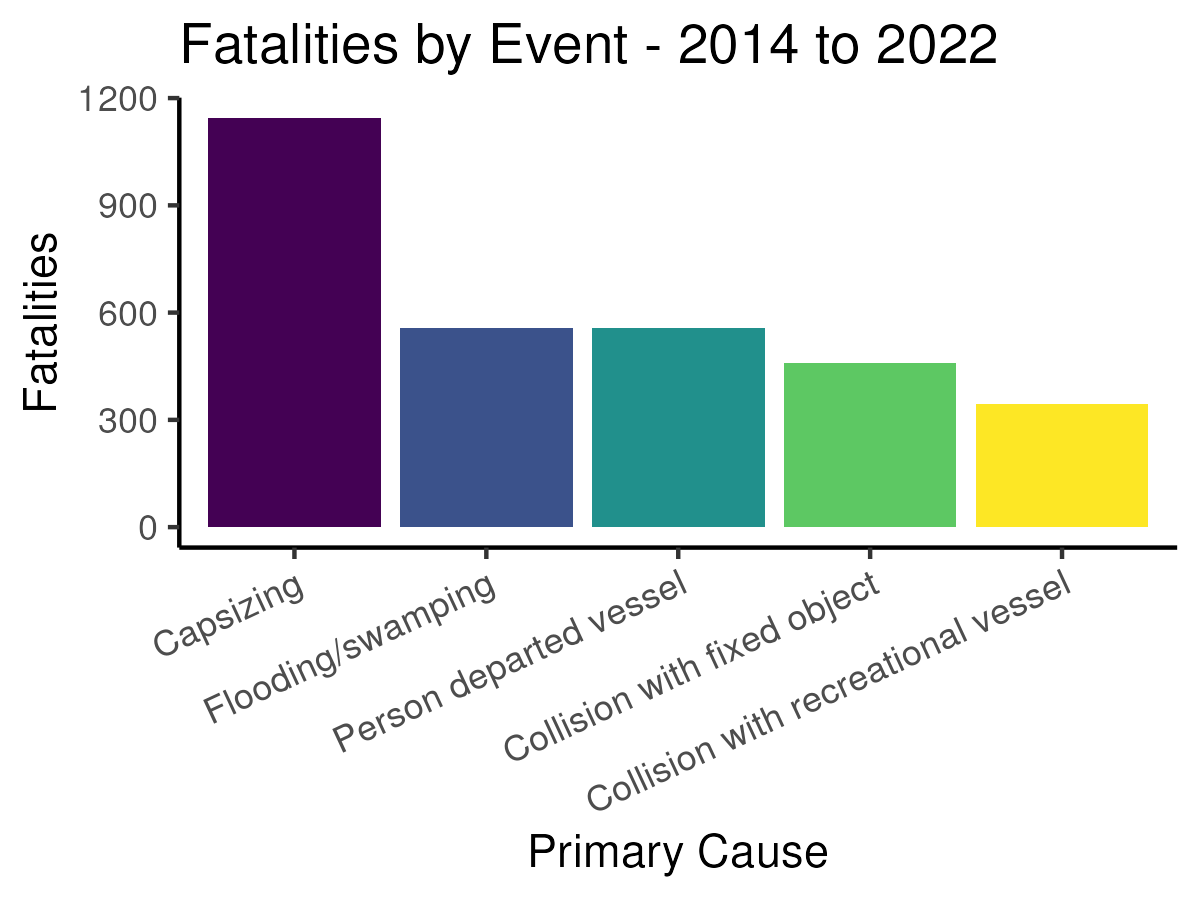 Fatalities by Event - 2014 to 2022
Fatalities
1200
900
600
300
0
Capsizing
Flooding/swamping
Person departed vessel
Collision with fixed object
Collision with recreational vessel
Primary Cause